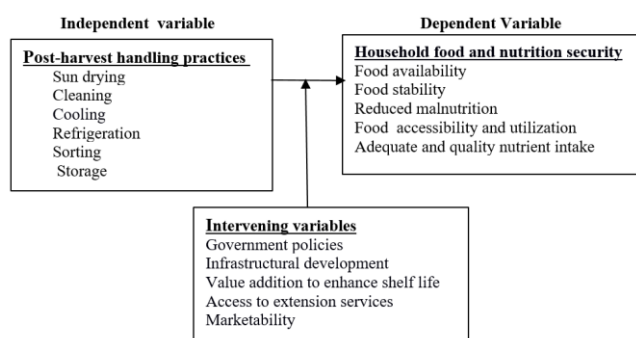 Independent variable
Dependent Variable
Post-harvest handling practices
Sun drying
Cleaning
Cooling
Refrigeration
Sorting
Storage
Household food and nutrition security
Food availability
Food stability
Reduced malnutrition
Food accessibility and utilization
Adequate and quality nutrient intake
Intervening variables
Government policies
Infrastructural development
Value addition to enhance shelf life
Access to extension services
Marketability